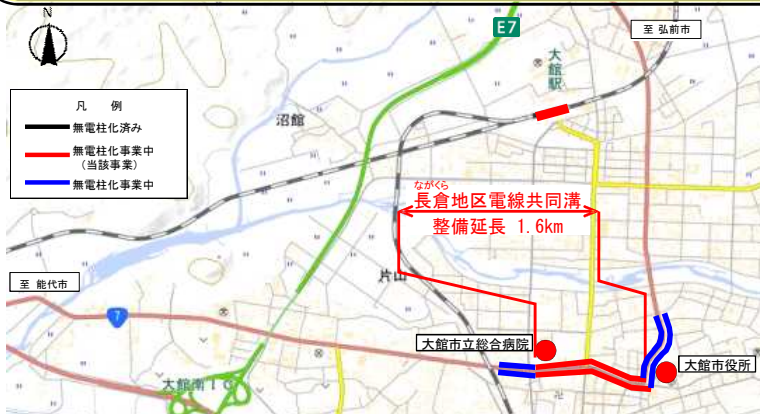 E7
至 弘前市
大館駅
凡 例
無電柱化済み
無電柱化事業中
(当該事業)
無電柱化事業中
沼館
ながくら
長倉地区電線共同溝
整備延長 1.6km
片山
至 能代市
7
大館市立総合病院
大館市役所
大館南IC